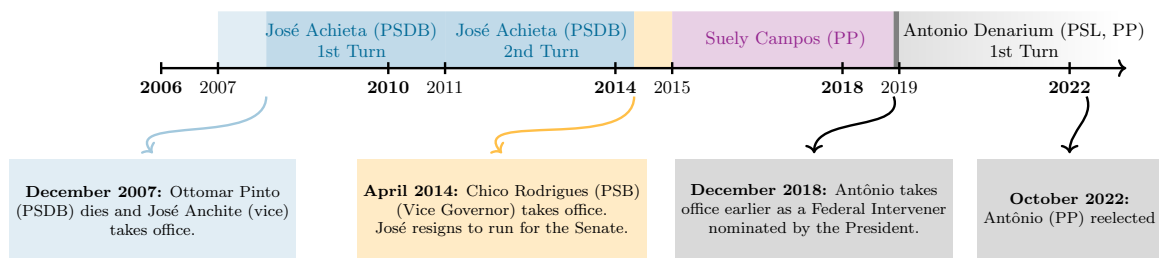 José Achieta (PSDB)
1st Turn
José Achieta (PSDB)
2nd Turn
Suely Campos (PP)
Antonio Denarium (PSL, PP)
1st Turn
2006
2007
2010
2011
2014
2015
2018
2019
2022
December 2007: Ottomar Pinto
(PSDB) dies and José Anchite (vice)
takes office.
April 2014: Chico Rodrigues (PSB)
(Vice Governor) takes office.
José resigns to run for the Senate.
December 2018: Antônio takes
office earlier as a Federal Intervener
nominated by the President.
October 2022:
Antônio (PP) reelected